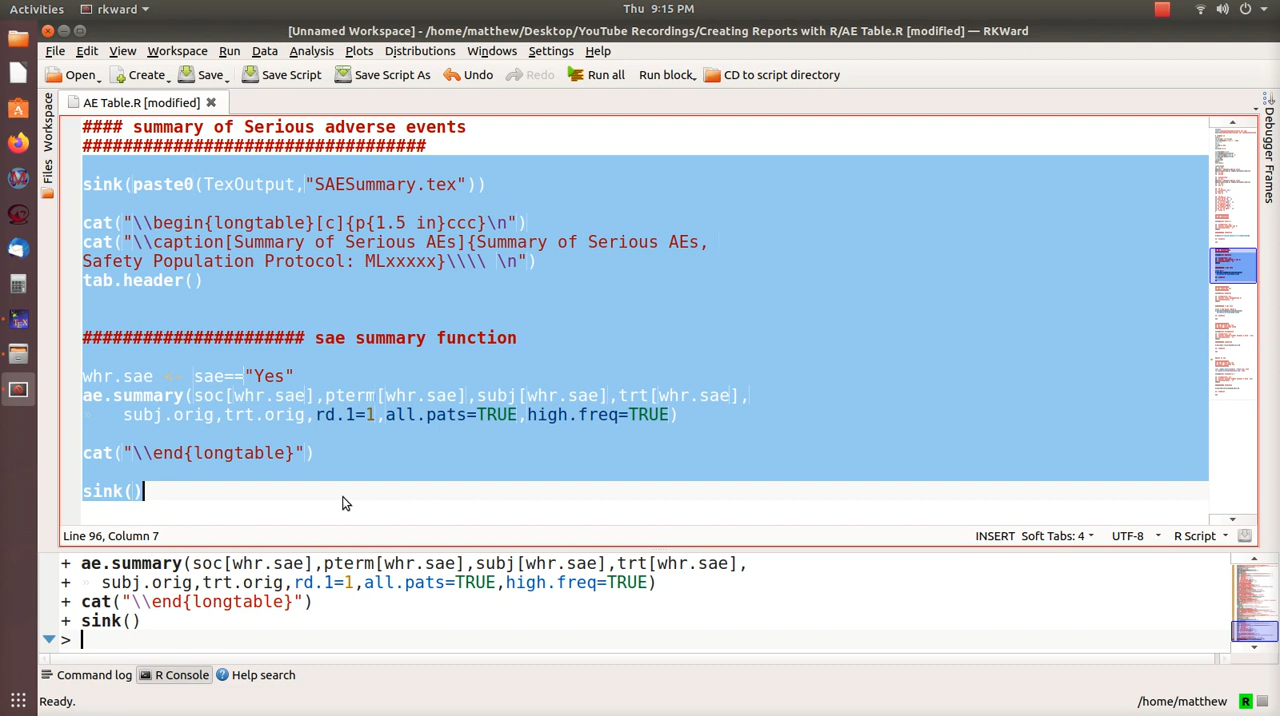 Activities
rkward
Thu 9:15 PM
[Unnamed Workspace] - /home/matthew/Desktop/YouTube Recordings/Creating Reports with R/AE Table.R [modified] — RKWard
File Edit View Workspace Run Data Analysis Plots Distributions Windows Settings Help
Open Create Save Save Script Save Script As Undo Redo Run all Run block CD to script directory
AE Table.R [modified]
Workspace
Files
Debugger Frames
#### summary of Serious adverse events
##################################
sink(paste0(TexOutput,"SAESummary.tex"))
cat("\\begin{longtable}[c]{p{1.5 in}ccc}\n")
cat("\\caption[Summary of Serious AEs]{Summary of Serious AEs,
Safety Population Protocol: MLxxxxx}\\\\ \n")
tab.header()
###################### sae summary function
whr.sae <- sae=="Yes"
ae.summary(soc[whr.sae],pterm[whr.sae],subj[whr.sae],trt[whr.sae],
subj.orig,trt.orig,rd.1=1,all.pats=TRUE,high.freq=TRUE)
cat("\\end{longtable}")
sink()
Line 96, Column 7
INSERT Soft Tabs: 4 UTF-8 R Script
ae.summary(soc[whr.sae],pterm[whr.sae],subj[whr.sae],trt[whr.sae],
+ subj.orig,trt.orig,rd.1=1,all.pats=TRUE,high.freq=TRUE)
+ cat("\\end{longtable}")
+ sink()
>
Command log R Console Help search
Ready.
/home/matthew R